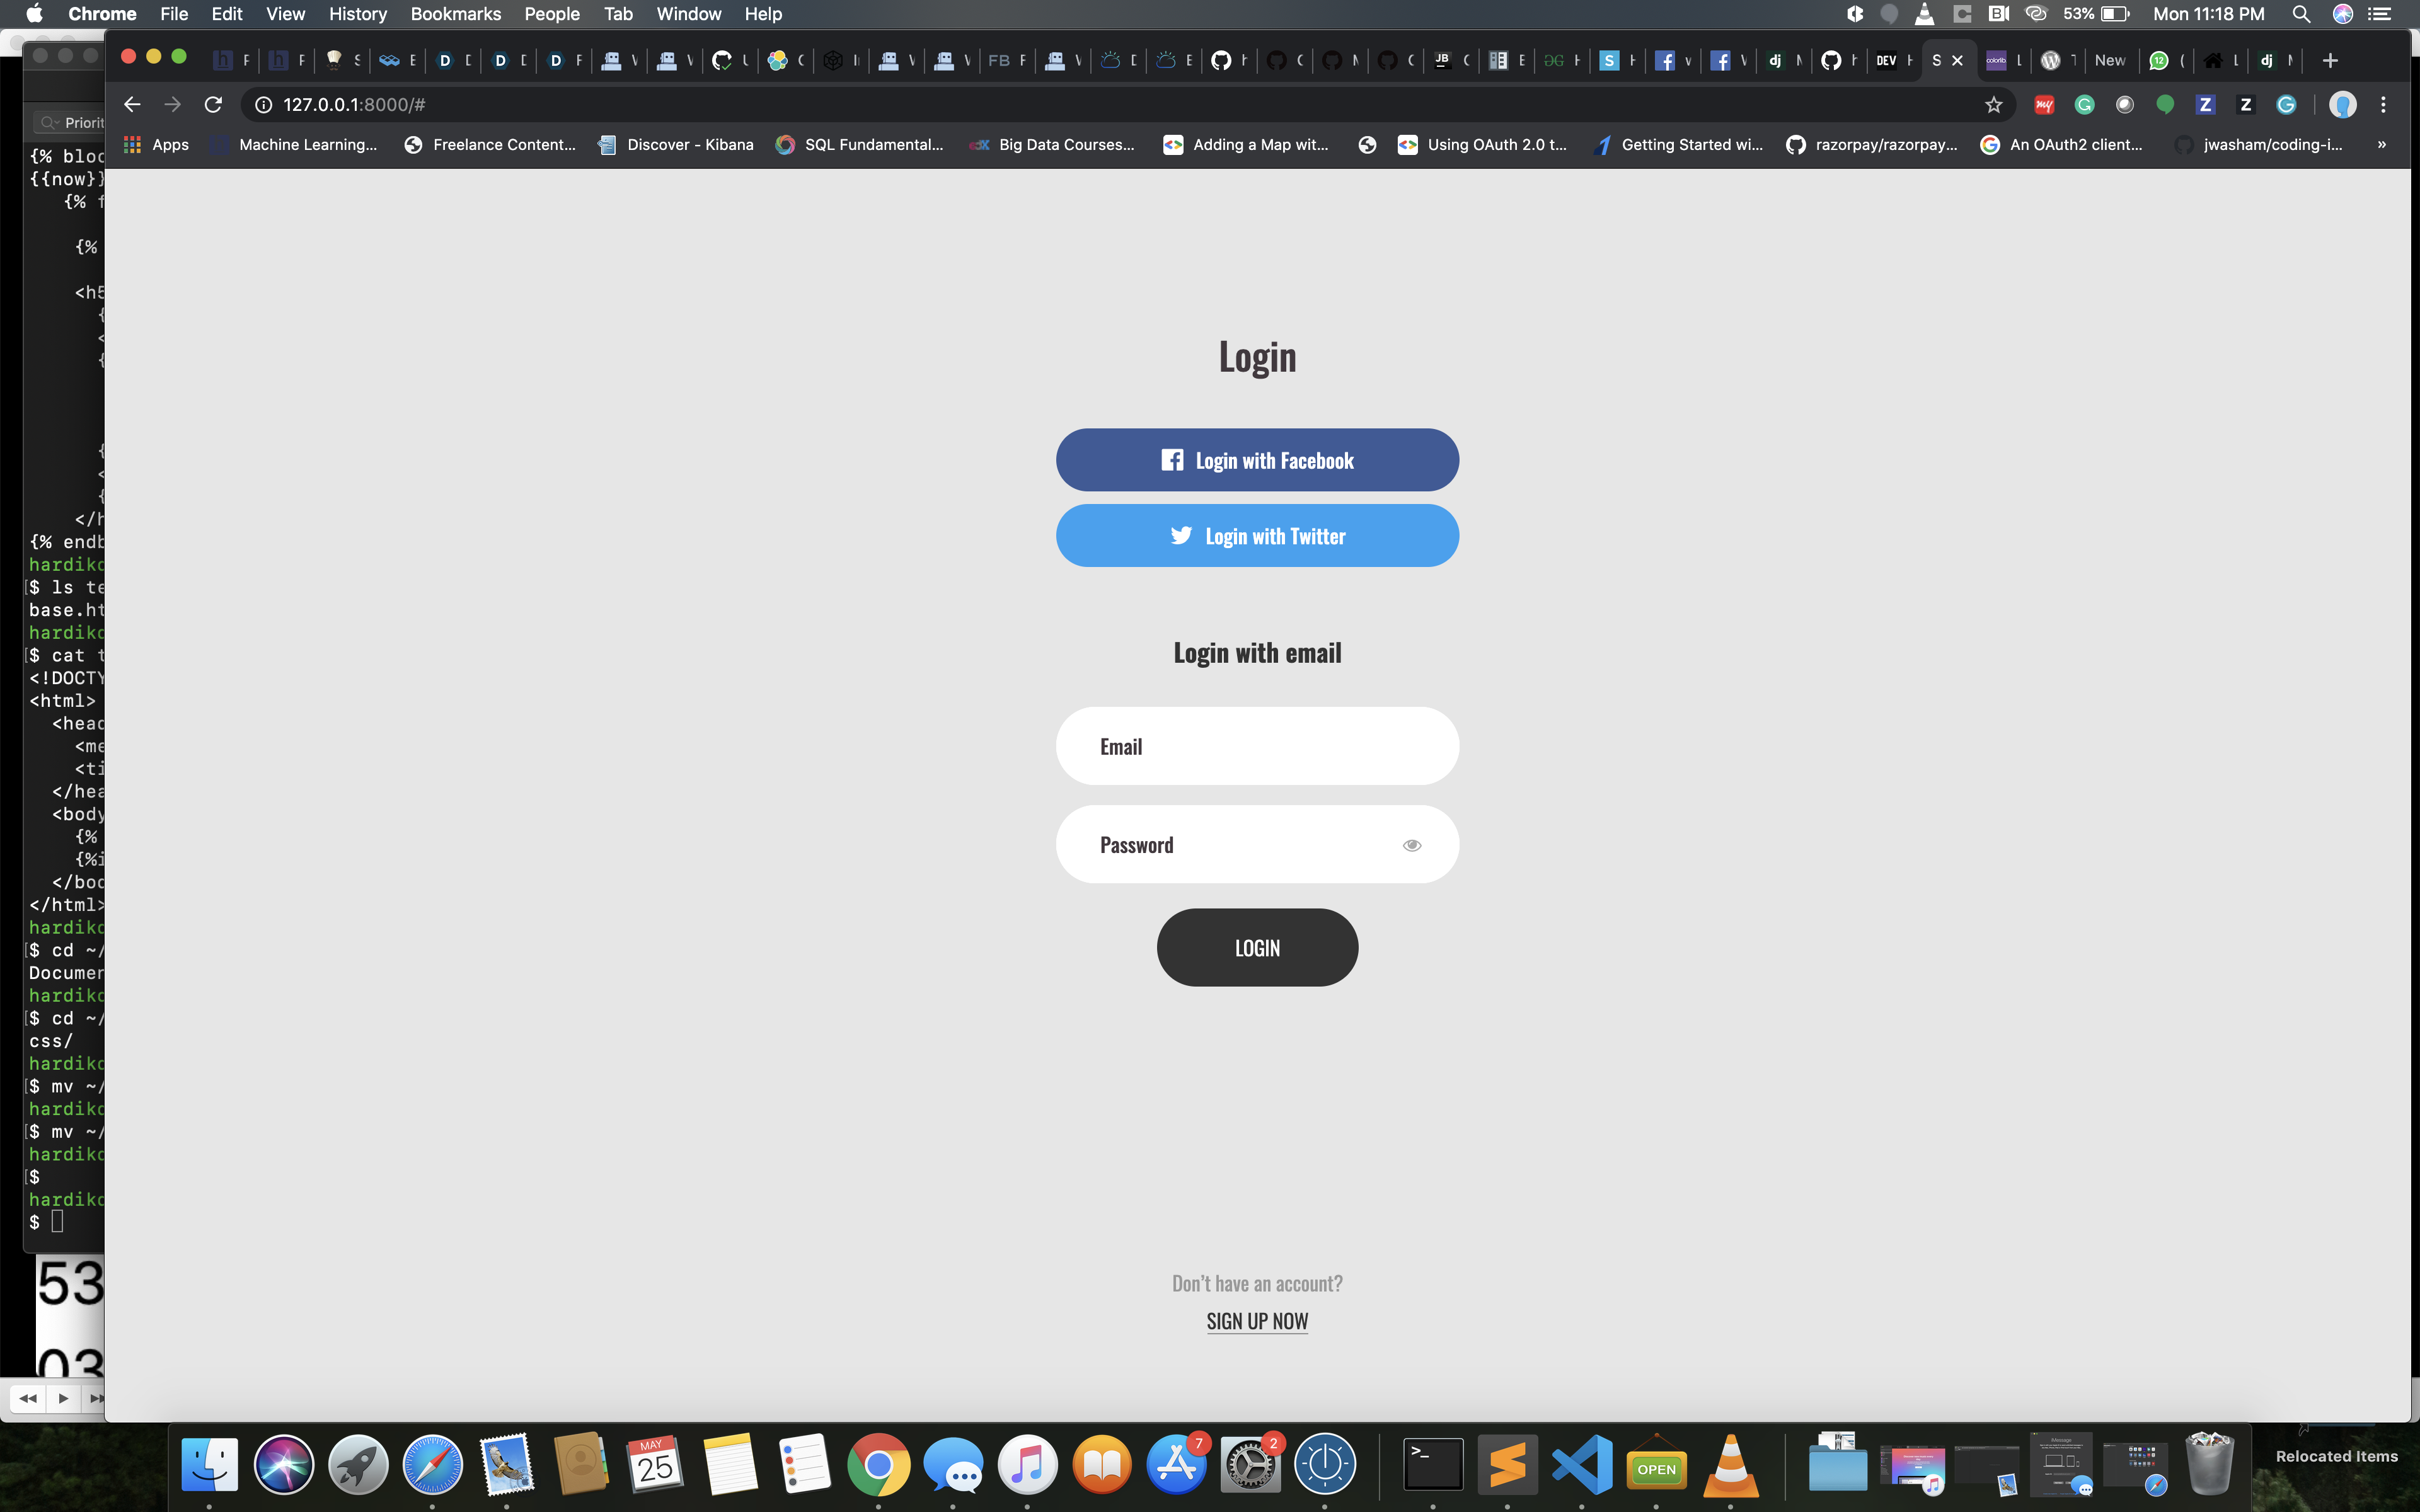 Chrome File Edit View History Bookmarks People Tab Window Help 53% Mon 11:18 PM
DEV New
127.0.0.1:8000/#
Apps Machine Learning... Freelance Content... Discover - Kibana SQL Fundamental... Big Data Courses... Adding a Map wit... Using OAuth 2.0 t... Getting Started wi... razorpay/razorpay... An OAuth2 client... jwasham/coding-i... »
Priorit
{% bloc
{{now}}
{% f
{%
<h5
{
<
{
{
<
{
</h
{% endb
hardikc
$ ls te
base.ht
hardikc
$ cat t
<!DOCTY
<html>
<head
<me
<ti
</hea
<body
{%
{%i
</bod
</html>
hardikc
$ cd ~/
Documen
hardikc
$ cd ~/
css/
hardikc
$ mv ~/
hardikc
$ mv ~/
hardikc
$
hardikc
$
53
03
Login
Login with Facebook
Login with Twitter
Login with email
Email
Password
LOGIN
Don't have an account?
SIGN UP NOW
MAY
25
7
2
OPEN
Relocated Items